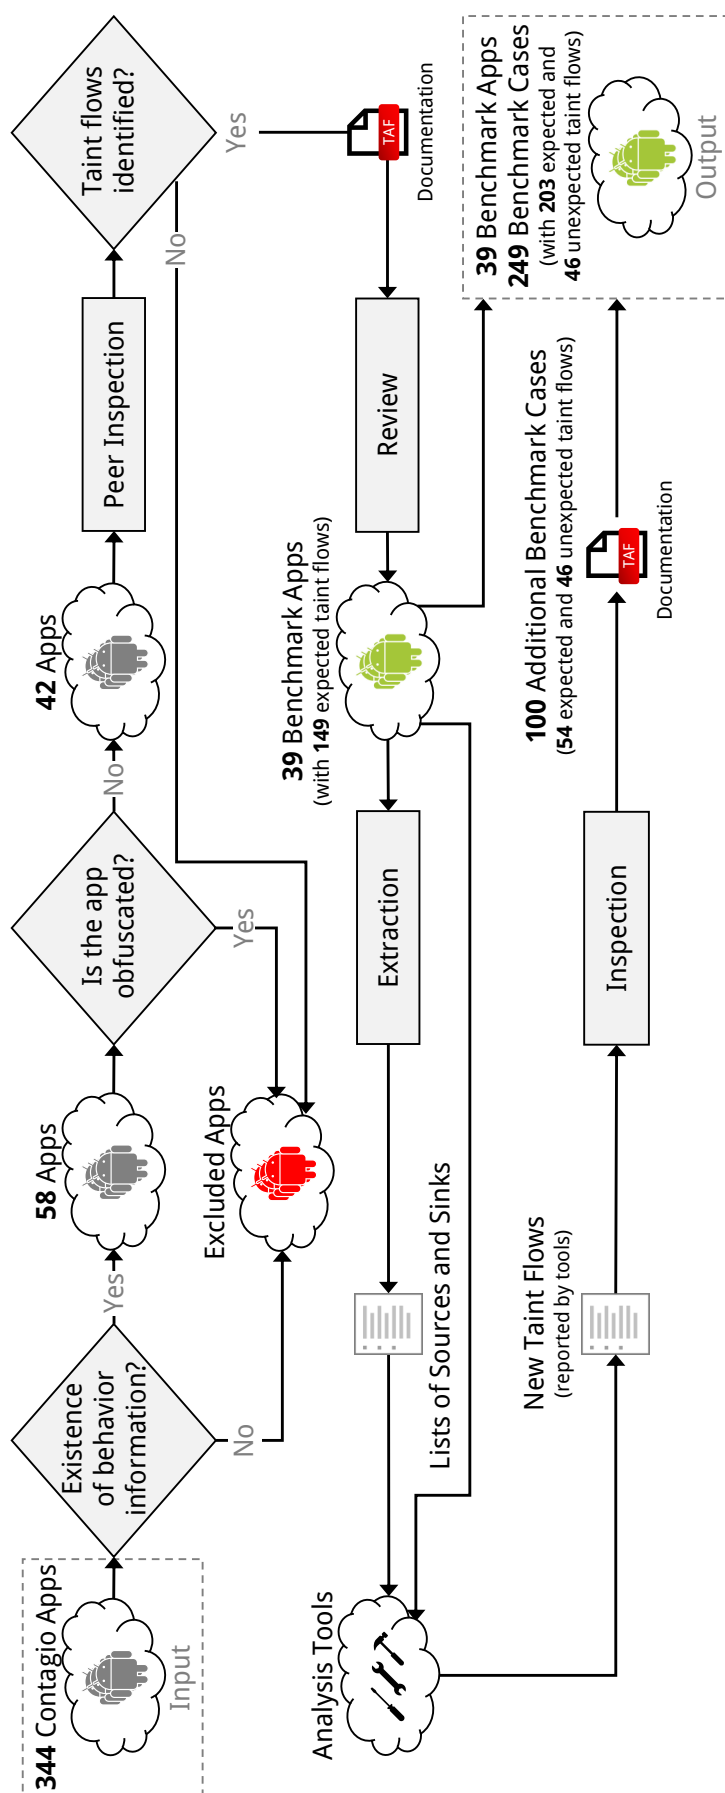 344 Contagio Apps
Input
Existence
of behavior
information?
Yes
No
58 Apps
Excluded Apps
Is the app
obfuscated?
No
Yes
42 Apps
Peer Inspection
Taint flows
identified?
No
Yes
TAF
Documentation
Review
39 Benchmark Apps
(with 149 expected taint flows)
Extraction
Lists of Sources and Sinks
Analysis Tools
New Taint Flows
(reported by tools)
Inspection
100 Additional Benchmark Cases
(54 expected and 46 unexpected taint flows)
TAF
Documentation
39 Benchmark Apps
249 Benchmark Cases
(with 203 expected and
46 unexpected taint flows)
Output